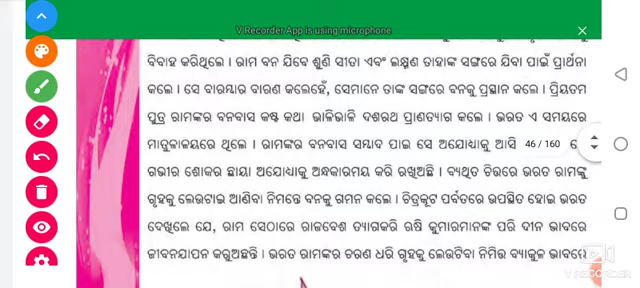 V Recorder App is using microphone
ବିବାହ କରିଥିଲେ । ରାମ ବନ ଯିବେ ଶୁଣି ସୀତା ଏବଂ ଲକ୍ଷ୍ମଣ ତାହାଙ୍କ ସଙ୍ଗରେ ଯିବା ପାଇଁ ପ୍ରାର୍ଥନା
କଲେ । ସେ ବାରମ୍ବାର ବାରଣ କଲେହେଁ, ସେମାନେ ତାଙ୍କ ସଙ୍ଗରେ ବନକୁ ପ୍ରସ୍ଥାନ କଲେ । ପ୍ରିୟତମ
ପୁତ୍ର ରାମଙ୍କର ବନବାସ କଷ୍ଟ କଥା ଭାଳିଭାଳି ଦଶରଥ ପ୍ରାଣତ୍ୟାଗ କଲେ । ଭରତ ଏ ସମୟରେ
ମାତୁଳାଳୟରେ ଥିଲେ । ରାମଙ୍କର ବନବାସ ସମ୍ବାଦ ପାଇ ସେ ଅଯୋଧ୍ୟାକୁ ଆସି
46 / 160
ଗଭୀର ଶୋକର ଛାୟା ଅଯୋଧ୍ୟାକୁ ଅନ୍ଧକାରମୟ କରି ରଖିଅଛି । ବ୍ୟଥିତ ଚିତ୍ତରେ ଭରତ ରାମଙ୍କୁ
ଗୃହକୁ ଲେଉଟାଇ ଆଣିବା ନିମନ୍ତେ ବନକୁ ଗମନ କଲେ । ଚିତ୍ରକୂଟ ପର୍ବତରେ ଉପସ୍ଥିତ ହୋଇ ଭରତ
ଦେଖିଲେ ଯେ, ରାମ ସେଠାରେ ରାଜବେଶ ତ୍ୟାଗକରି ଋଷି କୁମାରମାନଙ୍କ ପରି ଦୀନ ଭାବରେ
ଜୀବନଯାପନ କରୁଅଛନ୍ତି । ଭରତ ରାମଙ୍କର ଚରଣ ଧରି ଗୃହକୁ ଲେଉଟିବା ନିମିତ୍ତ ବ୍ୟାକୁଳ ଭାବରେ
V RECORDER